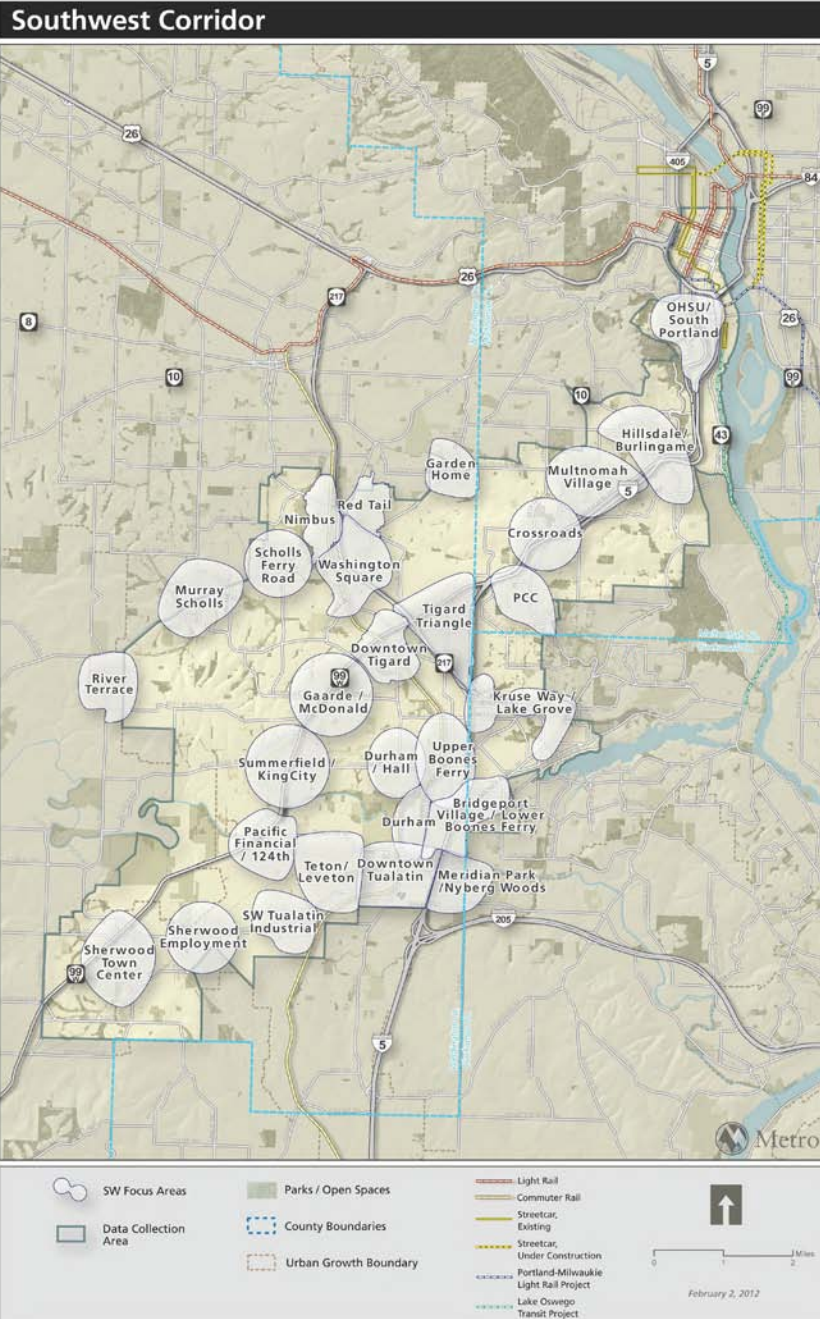 Southwest Corridor
5
99
26
405
84
26
217
8
OHSU/
South
Portland
26
10
99
10
43
Hillsdale/
Burlingame
Garden
Home
Multnomah
Village
5
Red Tail
Nimbus
Crossroads
Scholls
Ferry
Road
Washington
Square
Murray
Scholls
PCC
Tigard
Triangle
Downtown
Tigard
217
99
W
River
Terrace
Gaarde /
McDonald
Kruse Way /
Lake Grove
Summerfield /
KingCity
Durham
/ Hall
Upper
Boones
Ferry
Bridgeport
Village / Lower
Boones Ferry
Durham
Pacific
Financial
/ 124th
Teton/
Leveton
Downtown
Tualatin
Meridian Park
/Nyberg Woods
SW Tualatin
Industrial
205
Sherwood
Employment
Sherwood
Town
Center
99
W
5
Metro
SW Focus Areas
Data Collection
Area
Parks / Open Spaces
County Boundaries
Urban Growth Boundary
Light Rail
Commuter Rail
Streetcar,
Existing
Streetcar,
Under Construction
Portland-Milwaukie
Light Rail Project
Lake Oswego
Transit Project
0 1 2 Miles
February 2, 2012